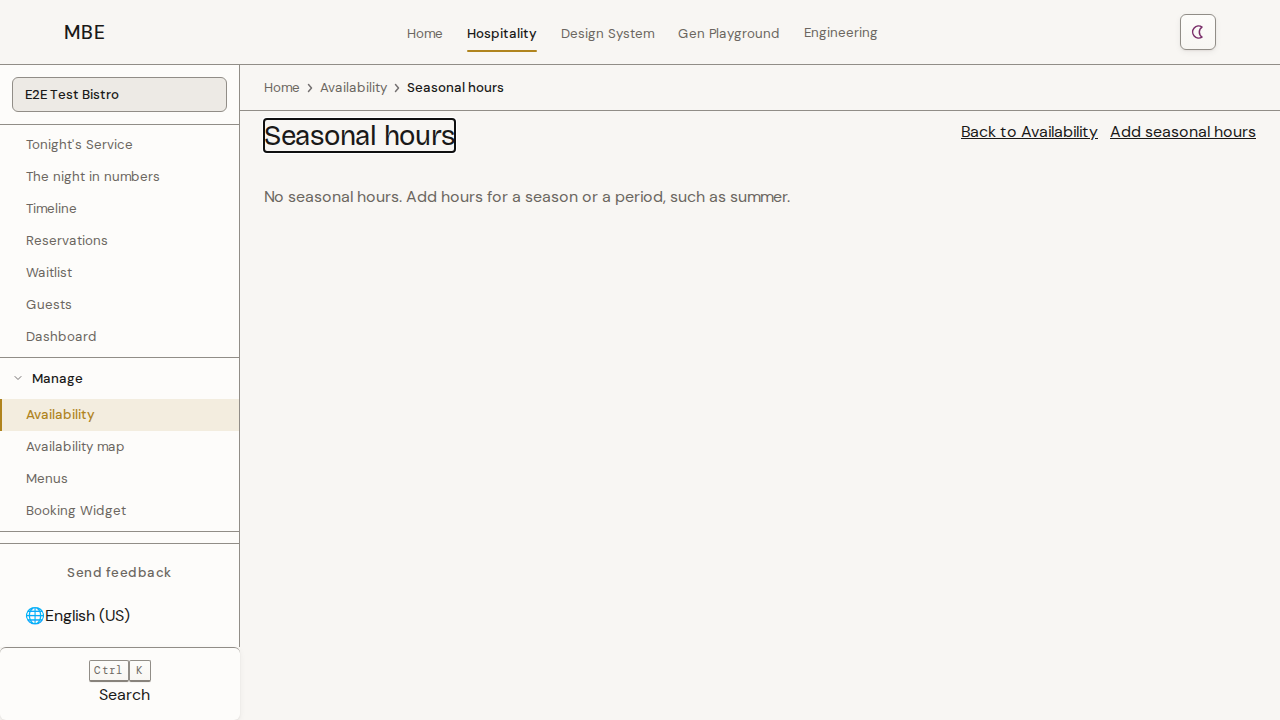 MBE
Home
Hospitality
Design System
Gen Playground
Engineering
E2E Test Bistro
Tonight's Service
The night in numbers
Timeline
Reservations
Waitlist
Guests
Dashboard
Manage
Availability
Availability map
Menus
Booking Widget
Send feedback
English (US)
Ctrl K
Search
Home > Availability > Seasonal hours
Seasonal hours
Back to Availability
Add seasonal hours
No seasonal hours. Add hours for a season or a period, such as summer.